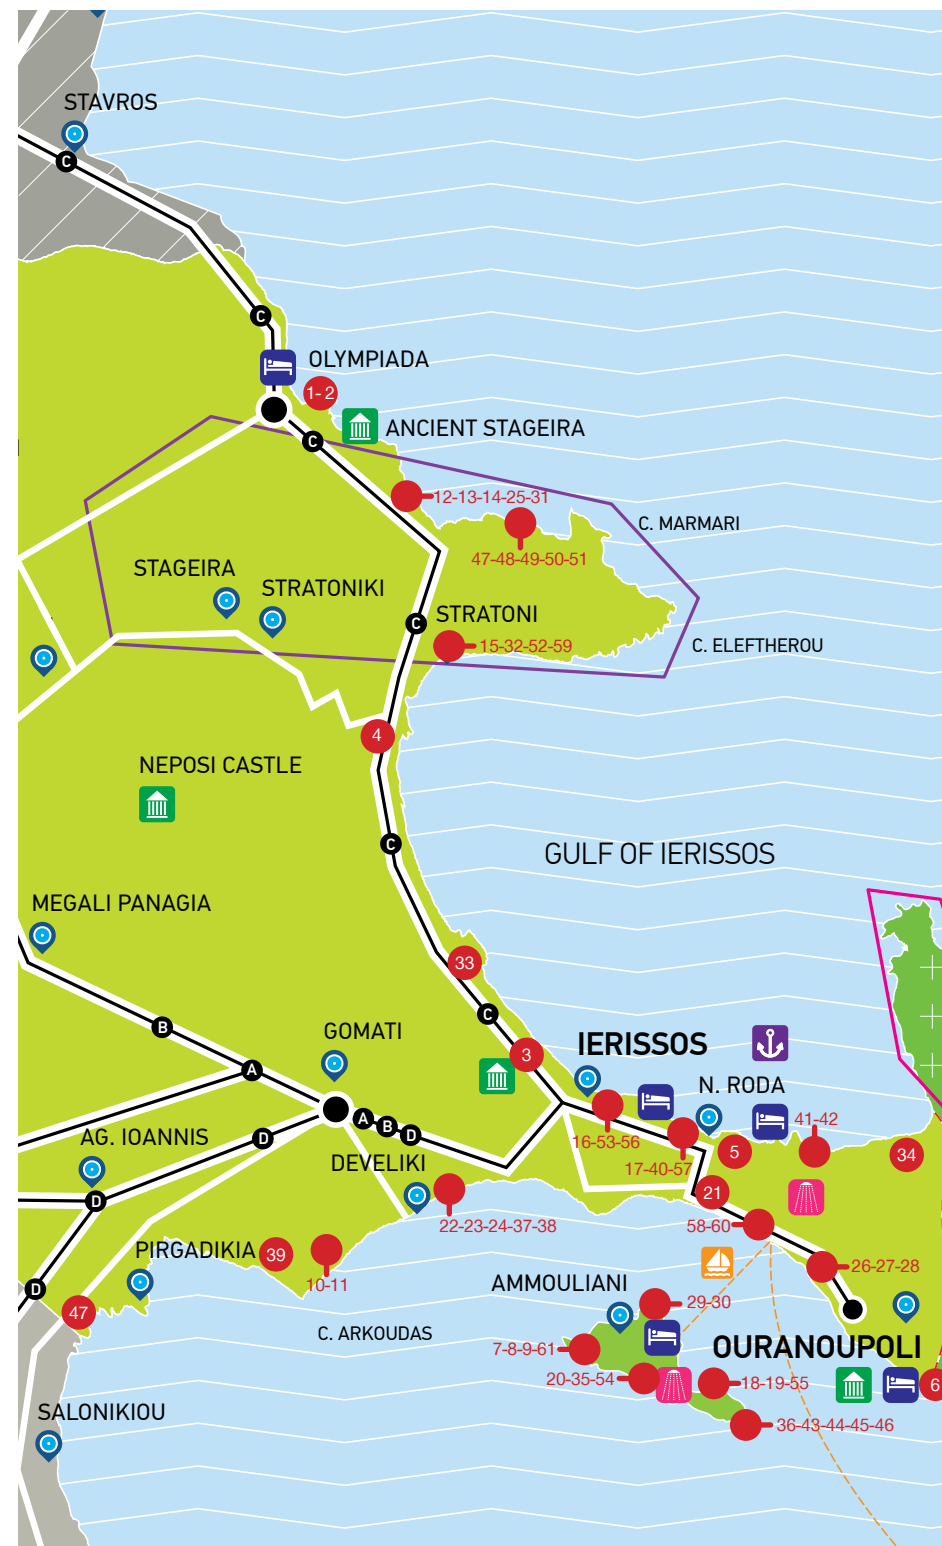 STAVROS
C
C
OLYMPIADA
1-2
ANCIENT STAGEIRA
C
12-13-14-25-31
C. MARMARI
47-48-49-50-51
STAGEIRA
STRATONIKI
STRATONI
C
15-32-52-59
C. ELEFTHEROU
4
NEPOSI CASTLE
C
GULF OF IERISSOS
MEGALI PANAGIA
33
C
B
GOMATI
IERISSOS
3
A
N. RODA
A
B
D
D
41-42
16-53-56
AG. IOANNIS
5
34
DEVELIKI
17-40-57
D
21
22-23-24-37-38
58-60
PIRGADIKIA
39
26-27-28
10-11
AMMOULIANI
D
47
29-30
C. ARKOUDAS
7-8-9-61
OURANOUPOLI
20-35-54
18-19-55
6
SALONIKIOU
36-43-44-45-46